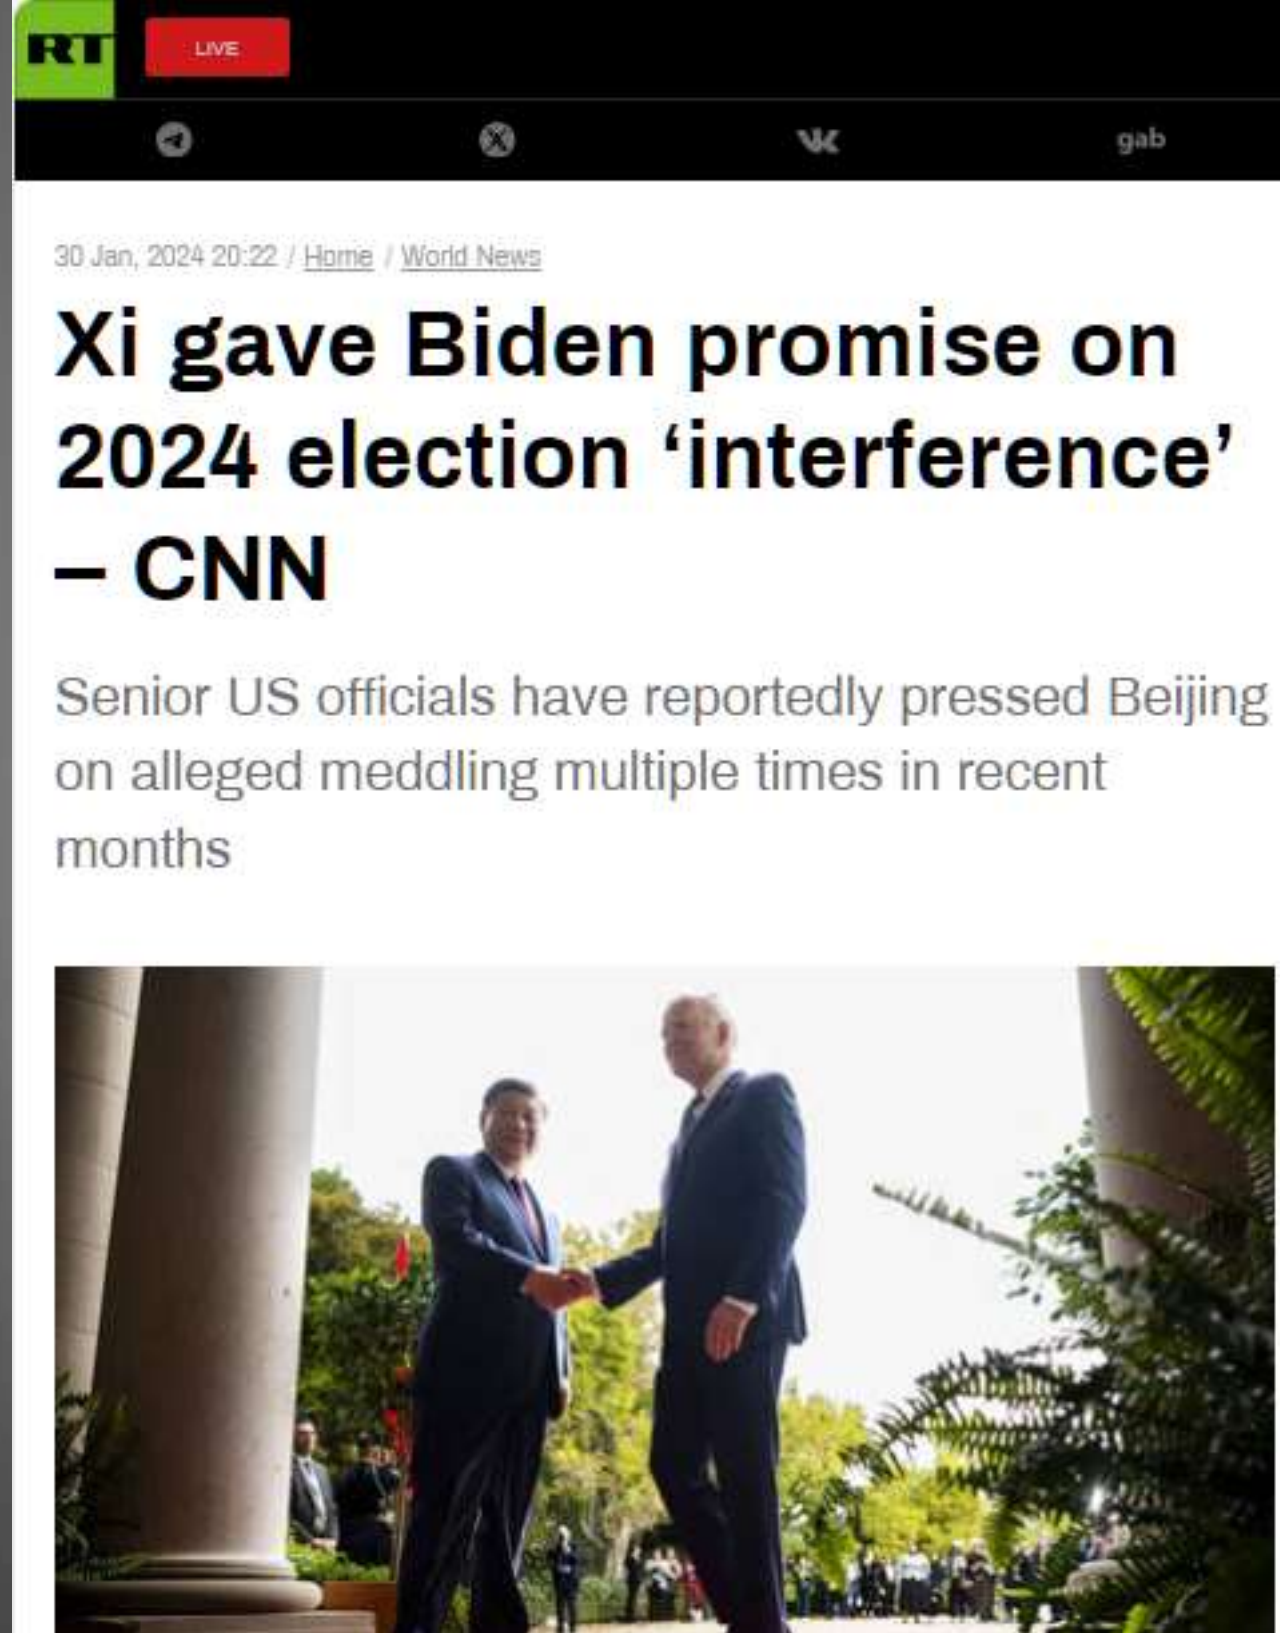 RT
LIVE
gab
30 Jan, 2024 20:22 / Home / World News
Xi gave Biden promise on
2024 election ‘interference’
– CNN
Senior US officials have reportedly pressed Beijing
on alleged meddling multiple times in recent
months